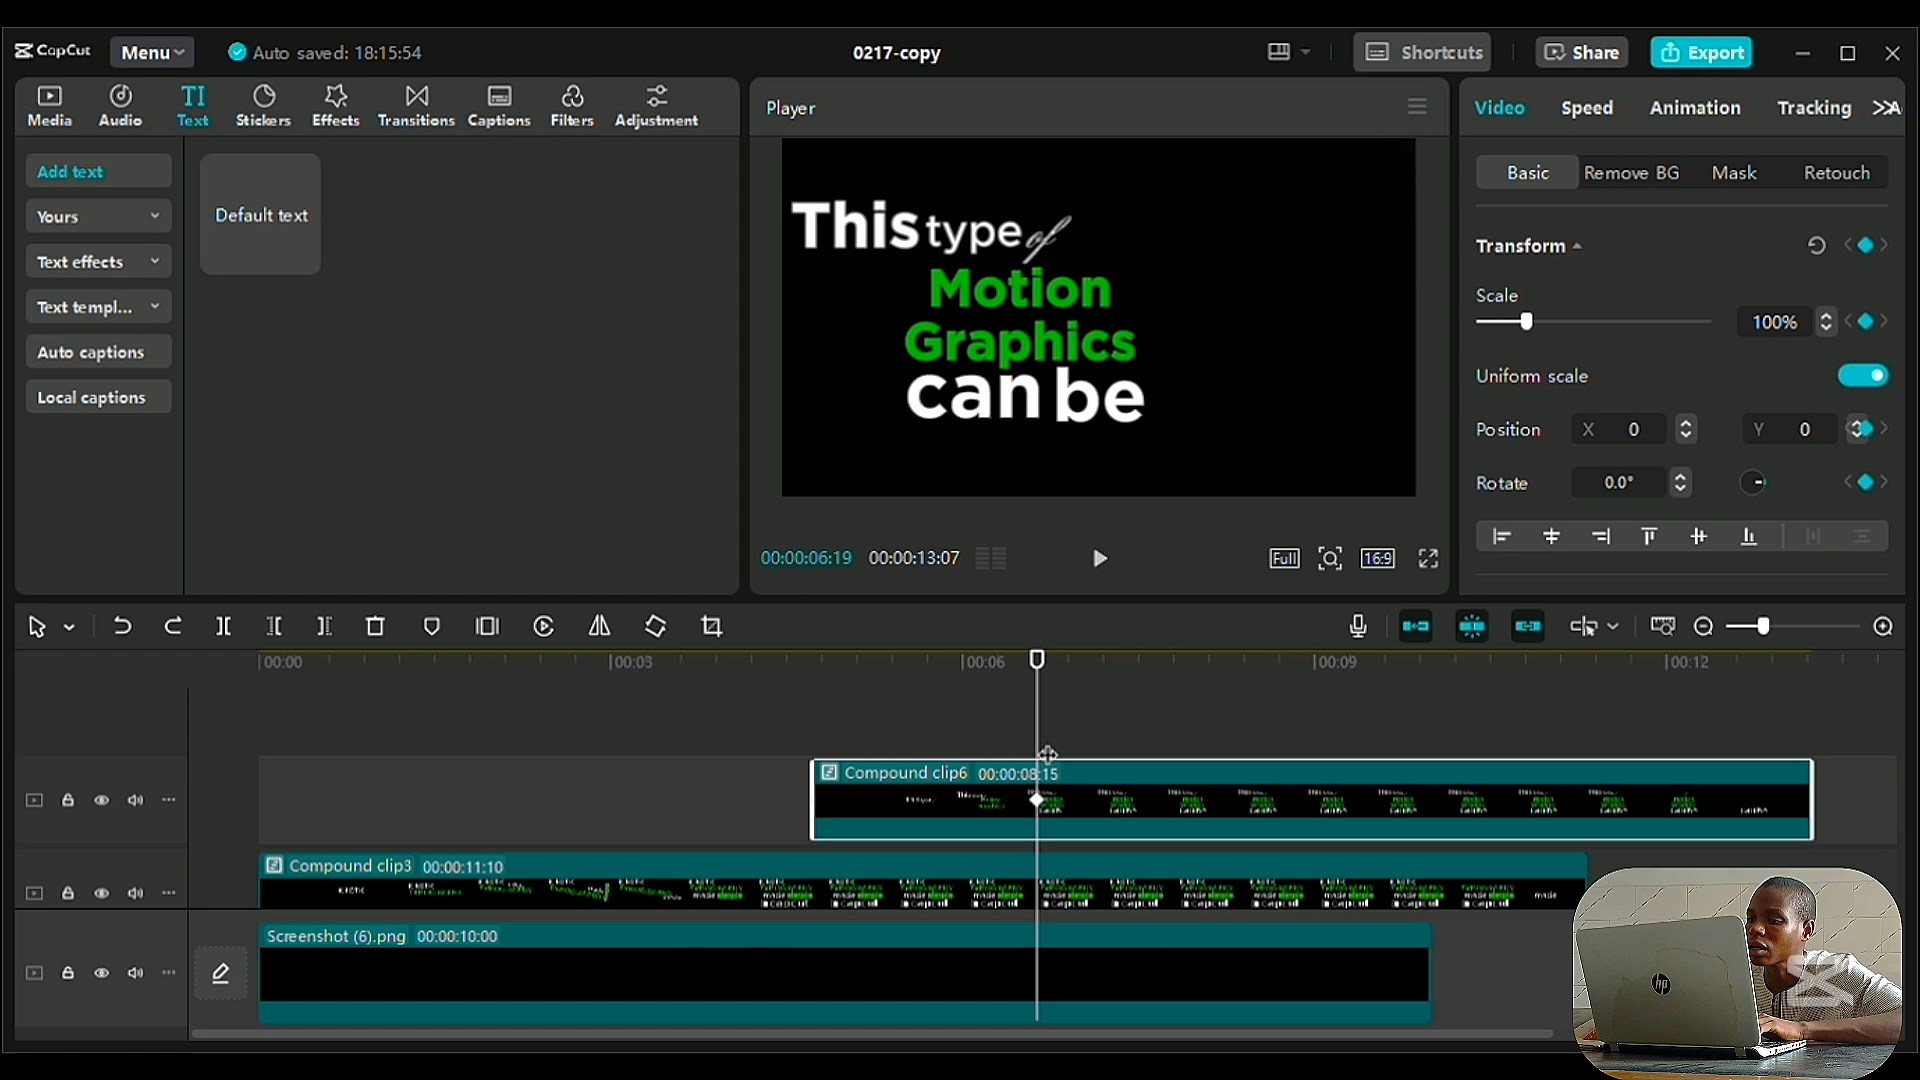 CapCut
Menu
Auto saved: 18:15:54
0217-copy
Shortcuts
Share
Export
Media
Audio
TI
Text
Stickers
Effects
Transitions
Captions
Filters
Adjustment
Add text
Yours
Text effects
Text templ...
Auto captions
Local captions
Default text
Player
This type of
Motion
Graphics
can be
00:00:06:19
00:00:13:07
Full
16:9
Video
Speed
Animation
Tracking
Basic
Remove BG
Mask
Retouch
Transform
Scale
100%
Uniform scale
Position
X 0
Y 0
Rotate
0.0°
00:00
00:03
00:06
00:09
00:12
Compound clip6 00:00:08:15
Compound clip3 00:00:11:10
Screenshot (6).png 00:00:10:00
hp